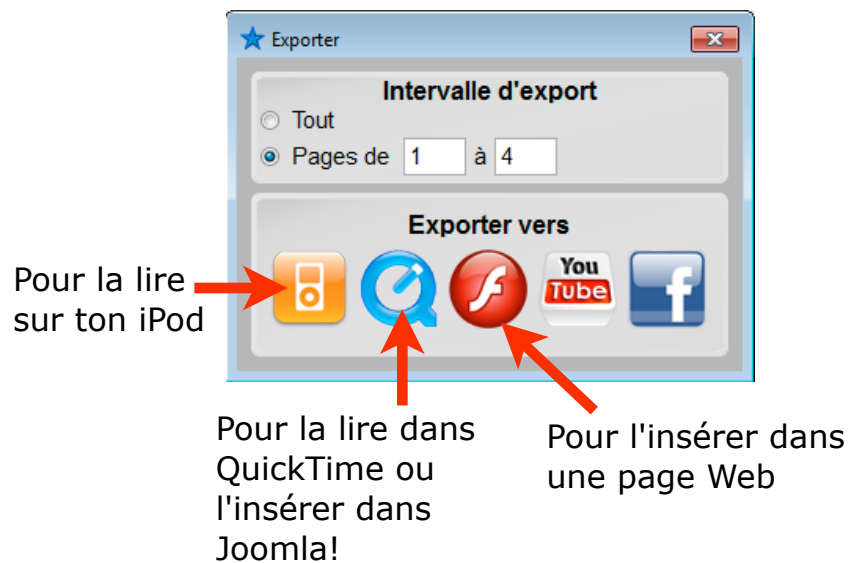 Exporter
Intervalle d'export
Tout
Pages de 1 à 4
Exporter vers
You
Tube
f
Pour la lire
sur ton iPod
Pour la lire dans
QuickTime ou
l'insérer dans
Joomla!
Pour l'insérer dans
une page Web